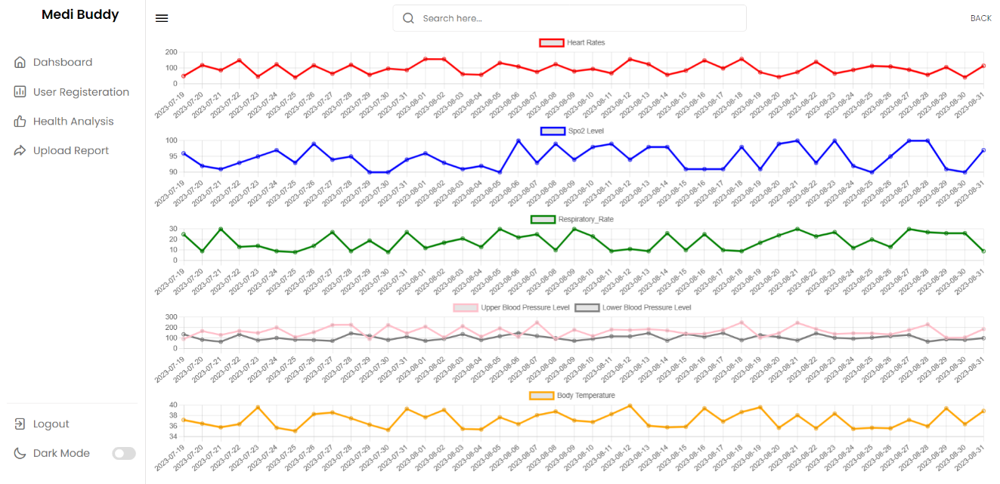 Medi Buddy
Search here...
BACK
Dahsboard
User Registeration
Health Analysis
Upload Report
Logout
Dark Mode
Heart Rates
200
100
0
2023-07-19 2023-07-20 2023-07-21 2023-07-22 2023-07-23 2023-07-24 2023-07-25 2023-07-26 2023-07-27 2023-07-28 2023-07-29 2023-07-30 2023-07-31 2023-08-01 2023-08-02 2023-08-03 2023-08-04 2023-08-05 2023-08-06 2023-08-07 2023-08-08 2023-08-09 2023-08-10 2023-08-11 2023-08-12 2023-08-13 2023-08-14 2023-08-15 2023-08-16 2023-08-17 2023-08-18 2023-08-19 2023-08-20 2023-08-21 2023-08-22 2023-08-23 2023-08-24 2023-08-25 2023-08-26 2023-08-27 2023-08-28 2023-08-29 2023-08-30 2023-08-31
Spo2 Level
100
95
90
2023-07-19 2023-07-20 2023-07-21 2023-07-22 2023-07-23 2023-07-24 2023-07-25 2023-07-26 2023-07-27 2023-07-28 2023-07-29 2023-07-30 2023-07-31 2023-08-01 2023-08-02 2023-08-03 2023-08-04 2023-08-05 2023-08-06 2023-08-07 2023-08-08 2023-08-09 2023-08-10 2023-08-11 2023-08-12 2023-08-13 2023-08-14 2023-08-15 2023-08-16 2023-08-17 2023-08-18 2023-08-19 2023-08-20 2023-08-21 2023-08-22 2023-08-23 2023-08-24 2023-08-25 2023-08-26 2023-08-27 2023-08-28 2023-08-29 2023-08-30 2023-08-31
Respiratory_Rate
30
20
10
0
2023-07-19 2023-07-20 2023-07-21 2023-07-22 2023-07-23 2023-07-24 2023-07-25 2023-07-26 2023-07-27 2023-07-28 2023-07-29 2023-07-30 2023-07-31 2023-08-01 2023-08-02 2023-08-03 2023-08-04 2023-08-05 2023-08-06 2023-08-07 2023-08-08 2023-08-09 2023-08-10 2023-08-11 2023-08-12 2023-08-13 2023-08-14 2023-08-15 2023-08-16 2023-08-17 2023-08-18 2023-08-19 2023-08-20 2023-08-21 2023-08-22 2023-08-23 2023-08-24 2023-08-25 2023-08-26 2023-08-27 2023-08-28 2023-08-29 2023-08-30 2023-08-31
Upper Blood Pressure Level Lower Blood Pressure Level
300
200
100
0
2023-07-19 2023-07-20 2023-07-21 2023-07-22 2023-07-23 2023-07-24 2023-07-25 2023-07-26 2023-07-27 2023-07-28 2023-07-29 2023-07-30 2023-07-31 2023-08-01 2023-08-02 2023-08-03 2023-08-04 2023-08-05 2023-08-06 2023-08-07 2023-08-08 2023-08-09 2023-08-10 2023-08-11 2023-08-12 2023-08-13 2023-08-14 2023-08-15 2023-08-16 2023-08-17 2023-08-18 2023-08-19 2023-08-20 2023-08-21 2023-08-22 2023-08-23 2023-08-24 2023-08-25 2023-08-26 2023-08-27 2023-08-28 2023-08-29 2023-08-30 2023-08-31
Body Temperature
40
38
36
34
2023-07-19 2023-07-20 2023-07-21 2023-07-22 2023-07-23 2023-07-24 2023-07-25 2023-07-26 2023-07-27 2023-07-28 2023-07-29 2023-07-30 2023-07-31 2023-08-01 2023-08-02 2023-08-03 2023-08-04 2023-08-05 2023-08-06 2023-08-07 2023-08-08 2023-08-09 2023-08-10 2023-08-11 2023-08-12 2023-08-13 2023-08-14 2023-08-15 2023-08-16 2023-08-17 2023-08-18 2023-08-19 2023-08-20 2023-08-21 2023-08-22 2023-08-23 2023-08-24 2023-08-25 2023-08-26 2023-08-27 2023-08-28 2023-08-29 2023-08-30 2023-08-31